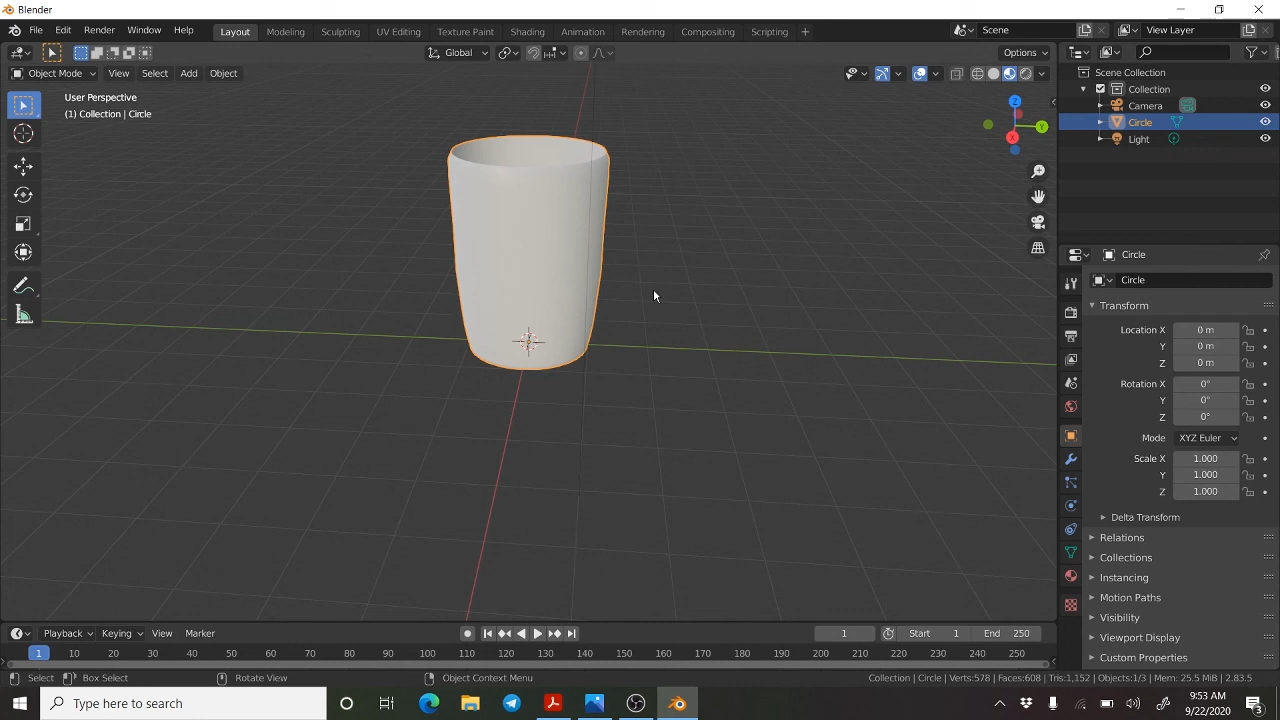 Blender
File Edit Render Window Help
Layout Modeling Sculpting UV Editing Texture Paint Shading Animation Rendering Compositing Scripting +
Scene
View Layer
Global
Options
Object Mode View Select Add Object
User Perspective
(1) Collection | Circle
Z
Y
X
Scene Collection
Collection
Camera
Circle
Light
Circle
Circle
Transform
Location X 0 m
Y 0 m
Z 0 m
Rotation X 0°
Y 0°
Z 0°
Mode XYZ Euler
Scale X 1.000
Y 1.000
Z 1.000
Delta Transform
Relations
Collections
Instancing
Motion Paths
Visibility
Viewport Display
Custom Properties
Playback Keying View Marker
1
Start 1
End 250
1 10 20 30 40 50 60 70 80 90 100 110 120 130 140 150 160 170 180 190 200 210 220 230 240 250
Select Box Select Rotate View Object Context Menu
Collection | Circle | Verts:578 | Faces:608 | Tris:1,152 | Objects:1/3 | Mem: 25.5 MiB | 2.83.5
Type here to search
9:53 AM
9/22/2020
3